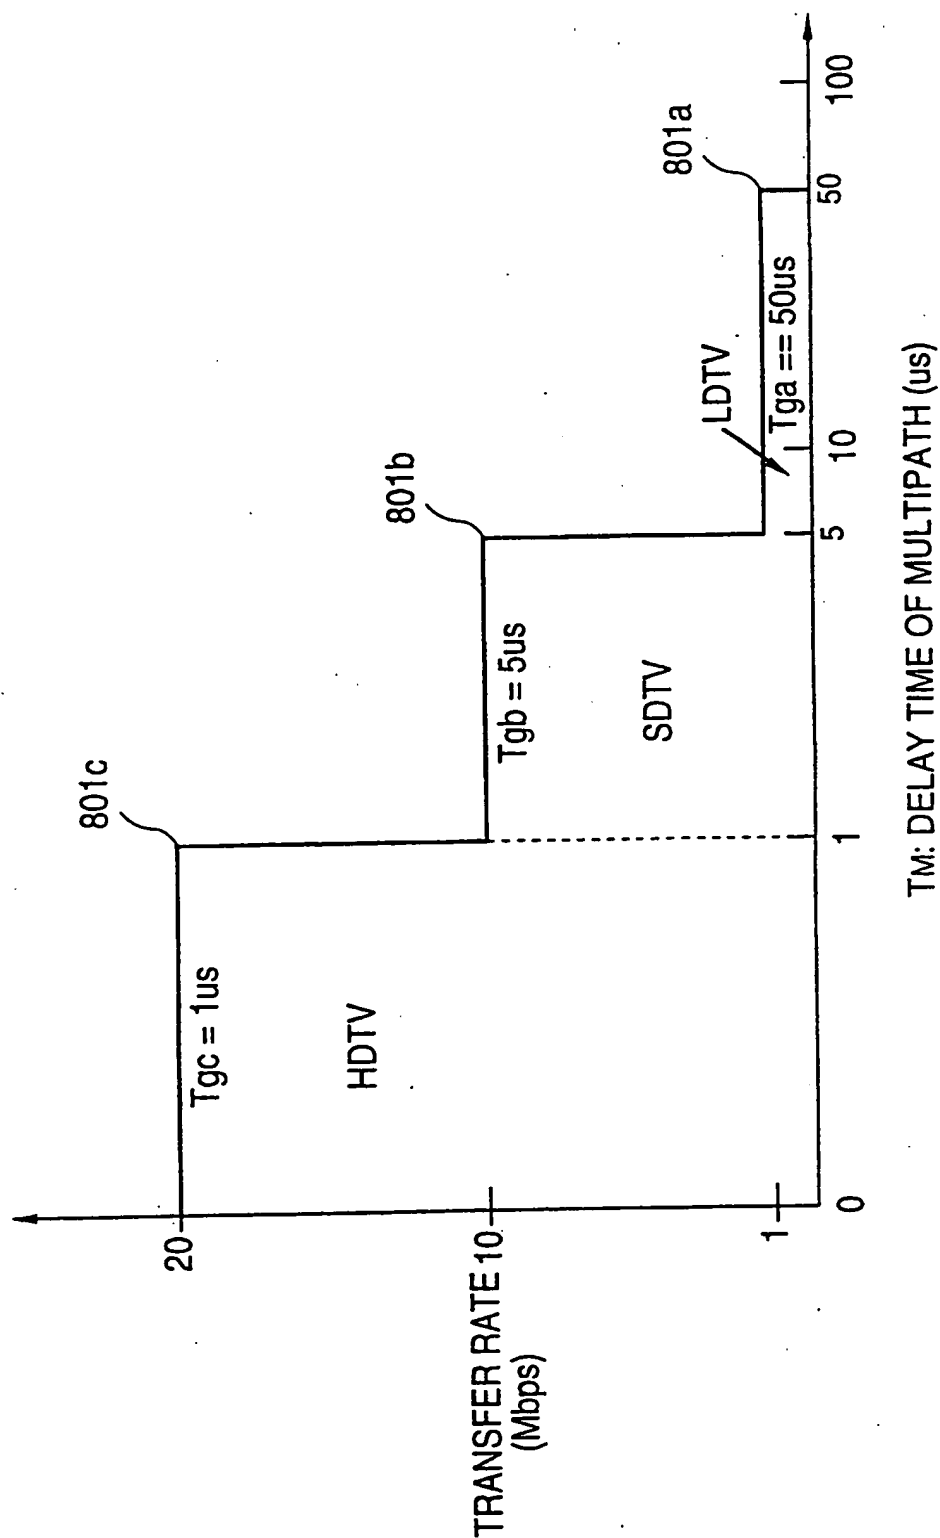 801c
20
Tgc = 1us
HDTV
801b
TRANSFER RATE 10
(Mbps)
Tgb = 5us
SDTV
801a
LDTV
Tga == 50us
1
0
1
5
10
50
100
TM: DELAY TIME OF MULTIPATH (us)